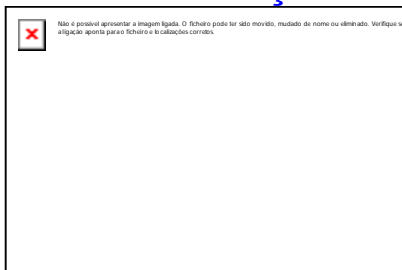 Não é possível apresentar a imagem ligada. O ficheiro pode ter sido movido, mudado de nome ou eliminado. Verifique se
a ligação aponta para o ficheiro e localizações corretos.